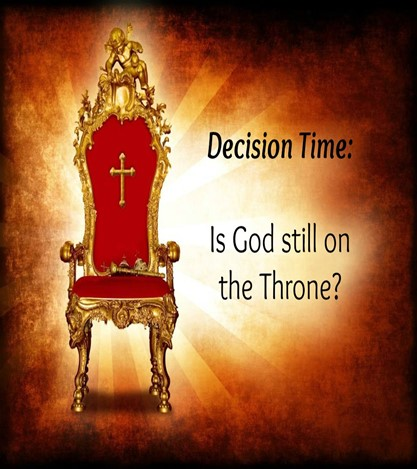 Decision Time:
Is God still on
the Throne?